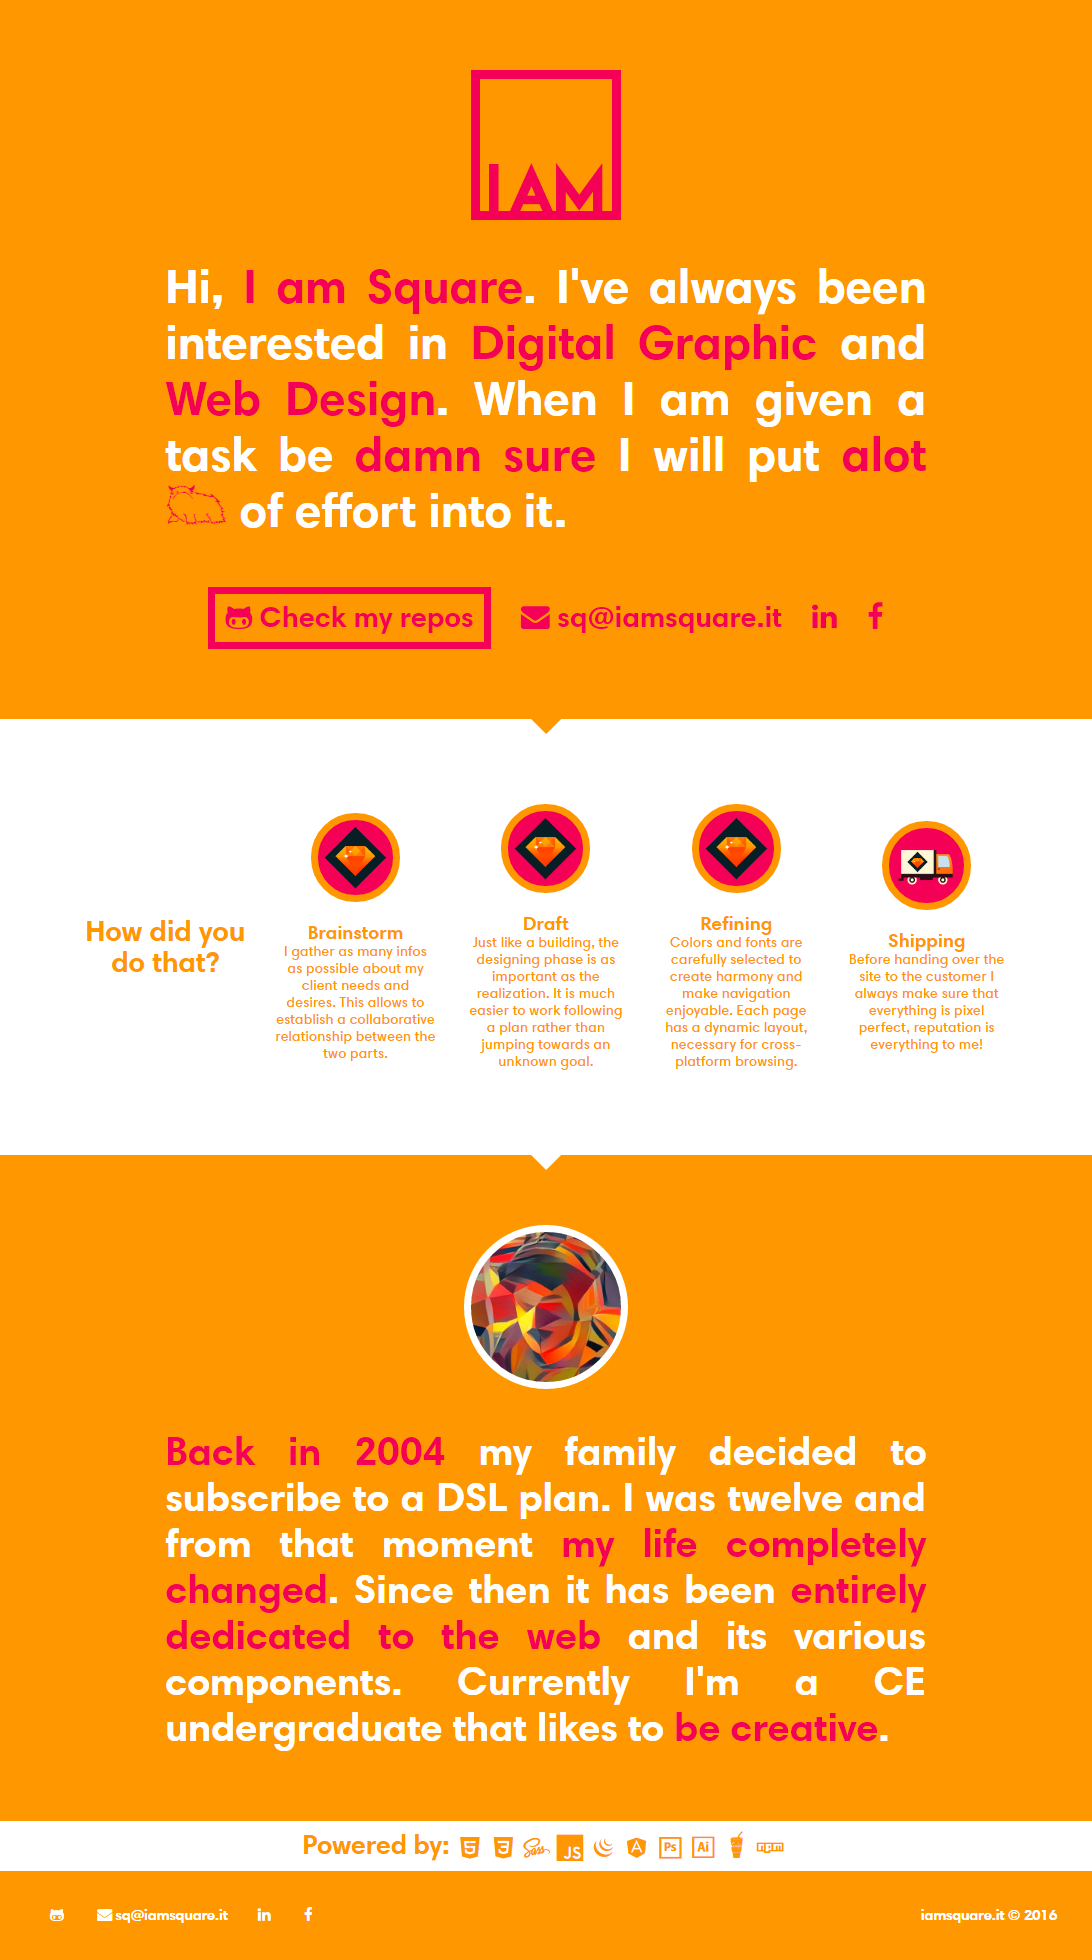 IAM
Hi, I am Square. I've always been
interested in Digital Graphic and
Web Design. When I am given a
task be damn sure I will put alot
of effort into it.
Check my repos
sq@iamsquare.it
in
f
How did you
do that?
Brainstorm
I gather as many infos
as possible about my
client needs and
desires. This allows to
establish a collaborative
relationship between the
two parts.
Draft
Just like a building, the
designing phase is as
important as the
realization. It is much
easier to work following
a plan rather than
jumping towards an
unknown goal.
Refining
Colors and fonts are
carefully selected to
create harmony and
make navigation
enjoyable. Each page
has a dynamic layout,
necessary for cross-
platform browsing.
Shipping
Before handing over the
site to the customer I
always make sure that
everything is pixel
perfect, reputation is
everything to me!
Back in 2004 my family decided to
subscribe to a DSL plan. I was twelve and
from that moment my life completely
changed. Since then it has been entirely
dedicated to the web and its various
components. Currently I'm a CE
undergraduate that likes to be creative.
Powered by: 5 3 Sass JS A Ps Ai npm
sq@iamsquare.it
in
f
iamsquare.it © 2016